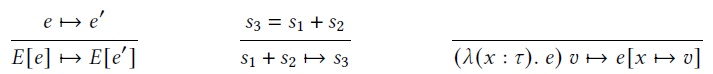 e ↦ e′
E[e] ↦ E[e′]
s₃ = s₁ + s₂
s₁ + s₂ ↦ s₃
(λ(x : τ). e) v ↦ e[x ↦ v]